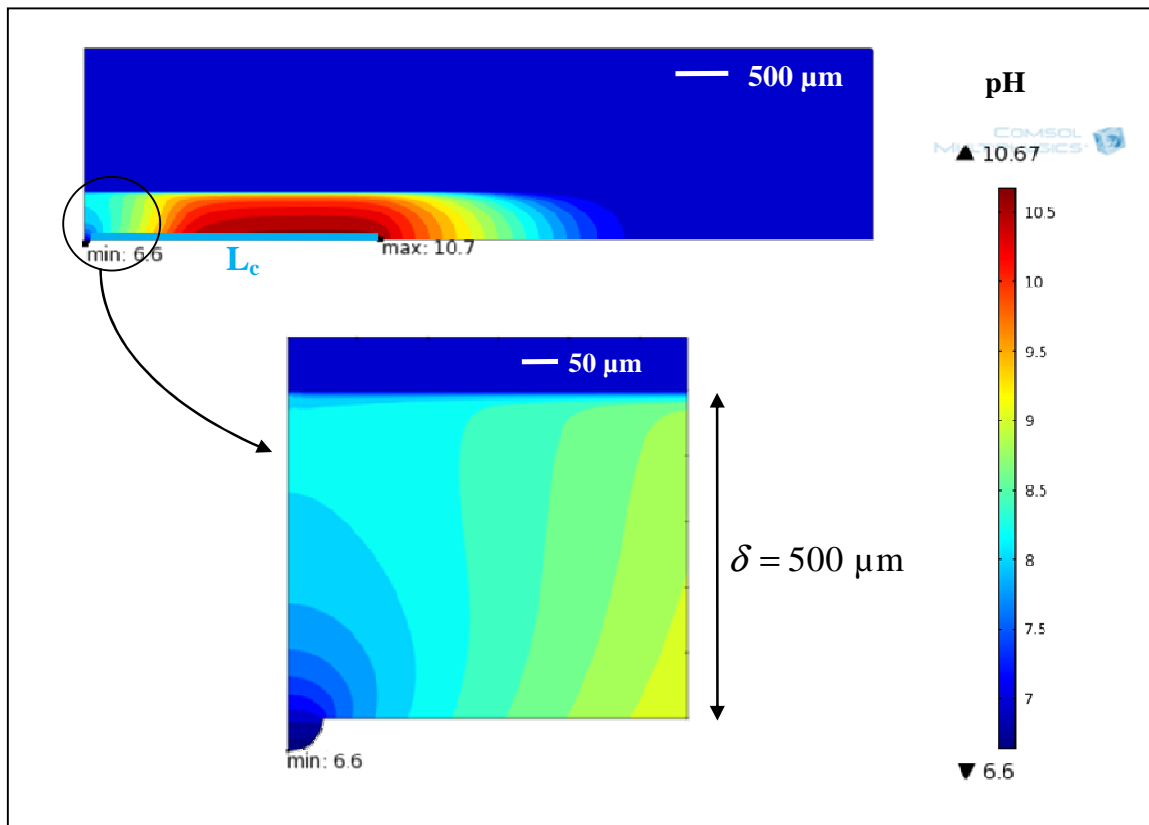 500 µm
pH
COMSOL
MULTIPHYSICS®
▲ 10.67
min: 6.6
Lc
max: 10.7
10.5
10
9.5
9
8.5
8
7.5
7
▼ 6.6
50 µm
δ = 500 µm
min: 6.6